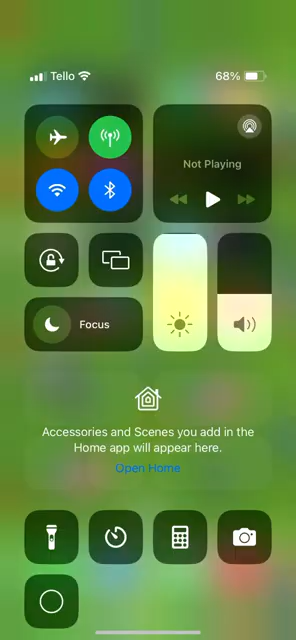 Tello
68%
Not Playing
Focus
Accessories and Scenes you add in the
Home app will appear here.
Open Home